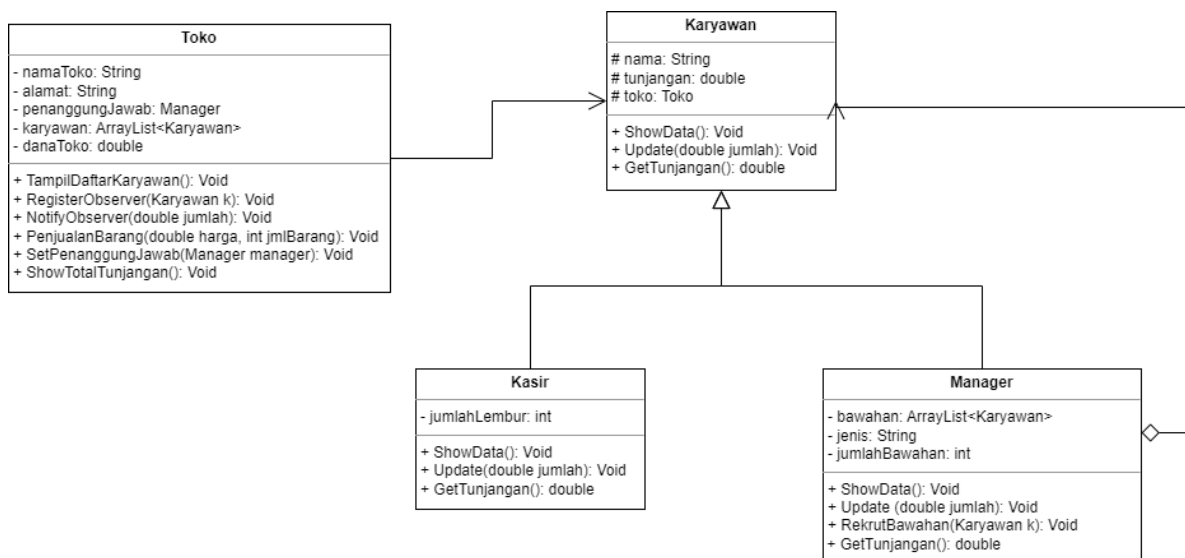 Toko
- namaToko: String
- alamat: String
- penanggungJawab: Manager
- karyawan: ArrayList<Karyawan>
- danaToko: double
+ TampilDaftarKaryawan(): Void
+ RegisterObserver(Karyawan k): Void
+ NotifyObserver(double jumlah): Void
+ PenjualanBarang(double harga, int jmlBarang): Void
+ SetPenanggungJawab(Manager manager): Void
+ ShowTotalTunjangan(): Void
Karyawan
# nama: String
# tunjangan: double
# toko: Toko
+ ShowData(): Void
+ Update(double jumlah): Void
+ GetTunjangan(): double
Kasir
- jumlahLembur: int
+ ShowData(): Void
+ Update(double jumlah): Void
+ GetTunjangan(): double
Manager
- bawahan: ArrayList<Karyawan>
- jenis: String
- jumlahBawahan: int
+ ShowData(): Void
+ Update (double jumlah): Void
+ RekrutBawahan(Karyawan k): Void
+ GetTunjangan(): double